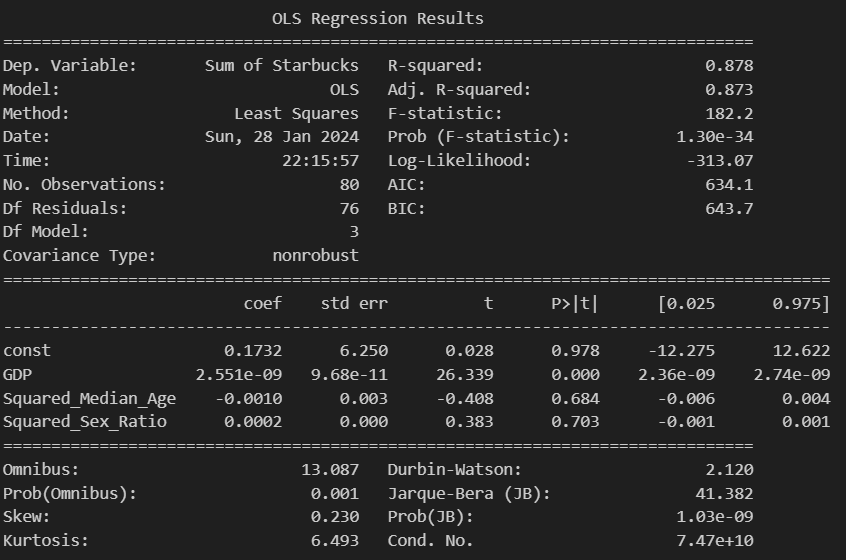 OLS Regression Results
==============================================================================
Dep. Variable: Sum of Starbucks R-squared: 0.878
Model: OLS Adj. R-squared: 0.873
Method: Least Squares F-statistic: 182.2
Date: Sun, 28 Jan 2024 Prob (F-statistic): 1.30e-34
Time: 22:15:57 Log-Likelihood: -313.07
No. Observations: 80 AIC: 634.1
Df Residuals: 76 BIC: 643.7
Df Model: 3
Covariance Type: nonrobust
======================================================================================
coef std err t P>|t| [0.025 0.975]
--------------------------------------------------------------------------------------
const 0.1732 6.250 0.028 0.978 -12.275 12.622
GDP 2.551e-09 9.68e-11 26.339 0.000 2.36e-09 2.74e-09
Squared_Median_Age -0.0010 0.003 -0.408 0.684 -0.006 0.004
Squared_Sex_Ratio 0.0002 0.000 0.383 0.703 -0.001 0.001
==============================================================================
Omnibus: 13.087 Durbin-Watson: 2.120
Prob(Omnibus): 0.001 Jarque-Bera (JB): 41.382
Skew: 0.230 Prob(JB): 1.03e-09
Kurtosis: 6.493 Cond. No. 7.47e+10